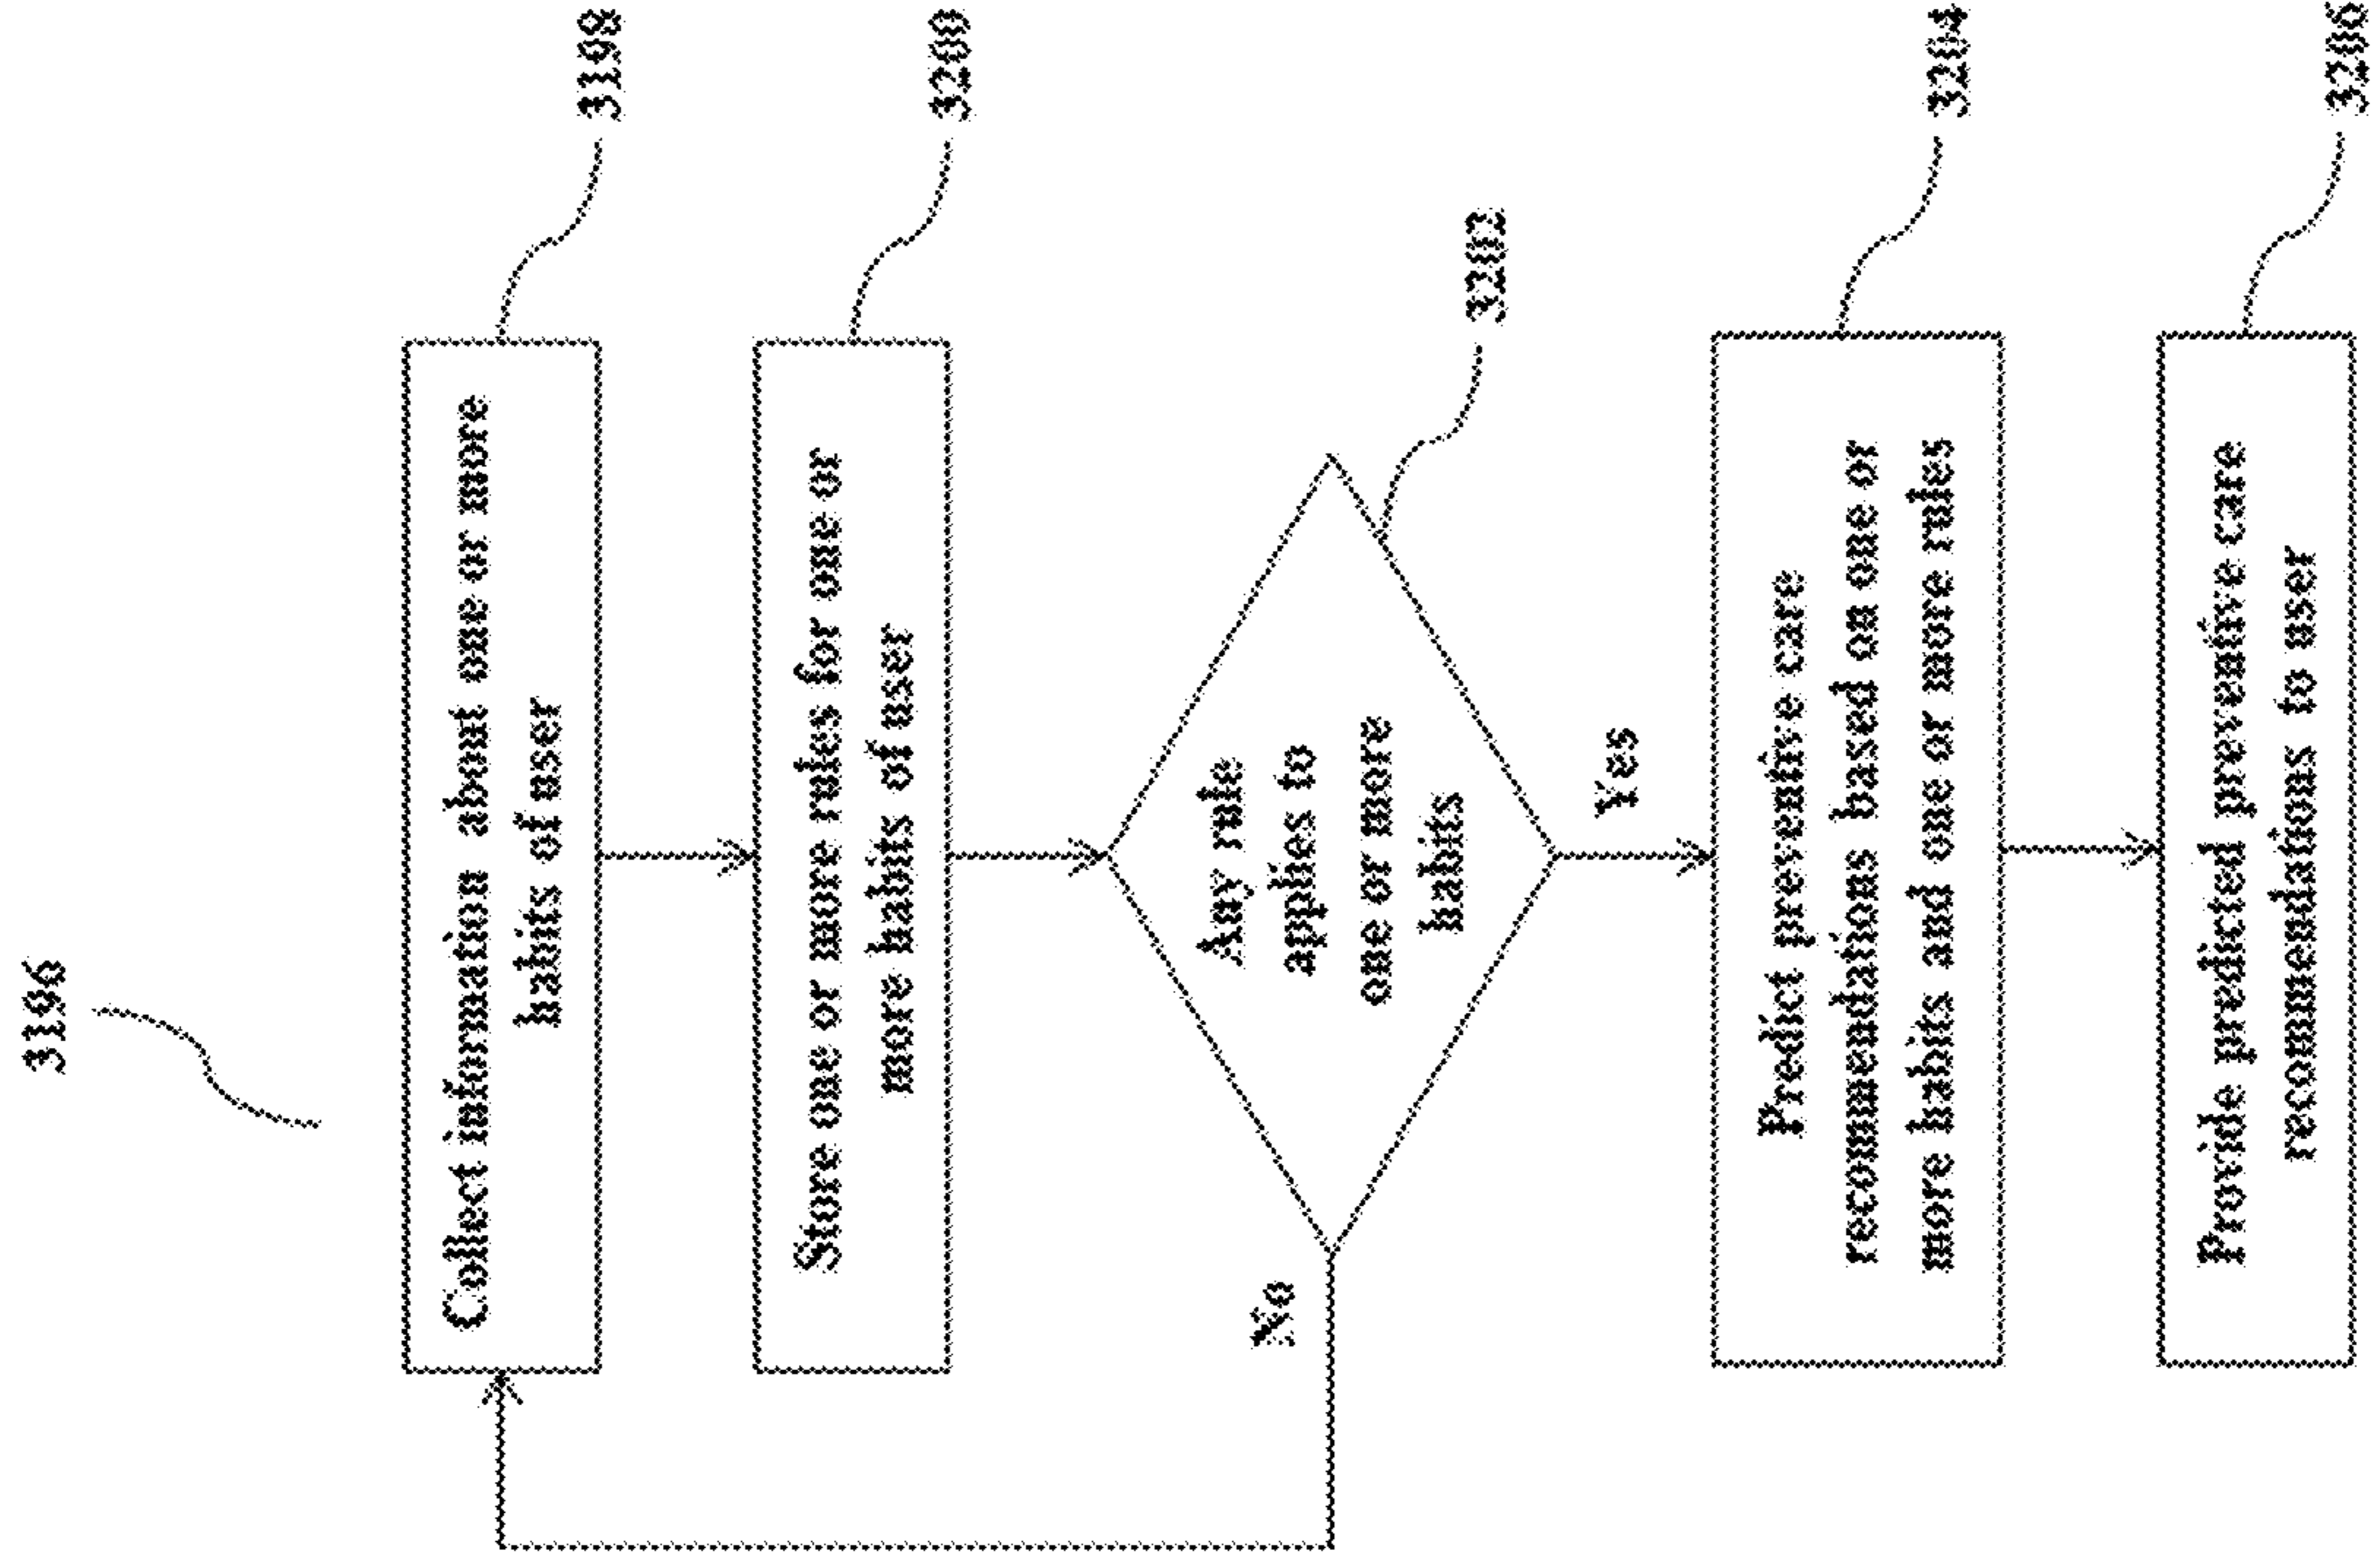 3196
Collect information about one or more
habits of user
3198
Store one or more rules for one or
more habits of user
3200
Any rule
applies to
one or more
habits
3202
No
Yes
Predict preventive care
recommendations based on one or
more habits and one or more rules
3204
Provide predicted preventive care
recommendations to user
3206